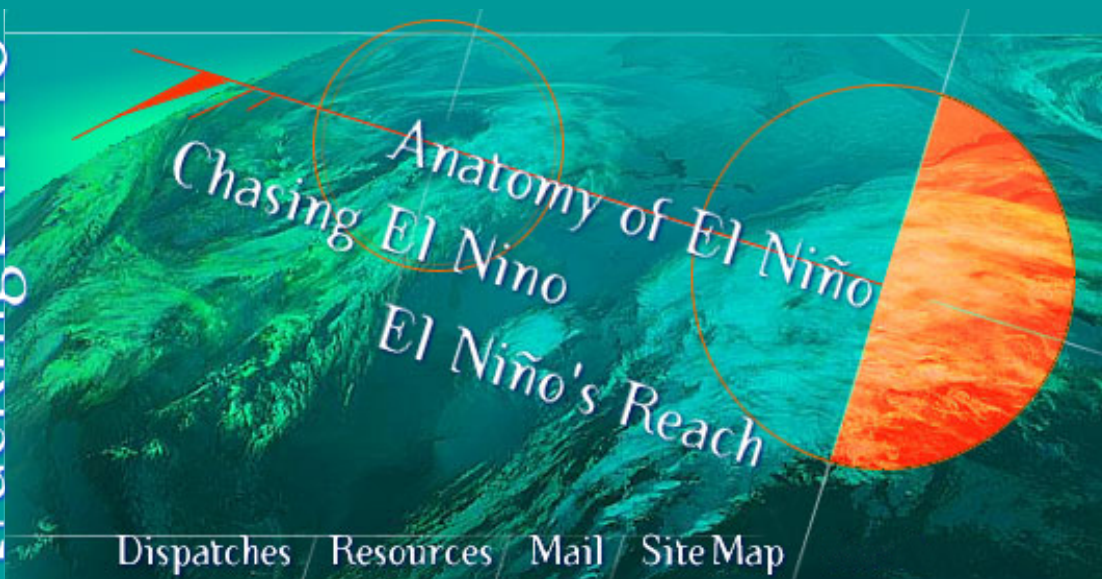 Anatomy of El Niño
Chasing El Nino
El Niño's Reach
Dispatches Resources Mail Site Map